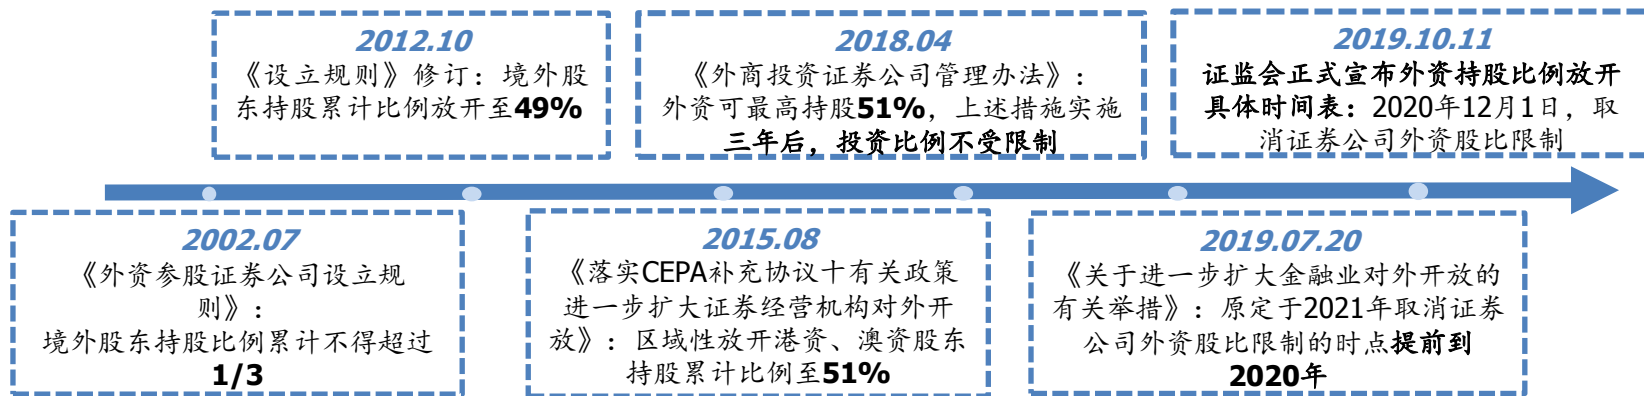 2012.10
《设立规则》修订：境外股
东持股累计比例放开至49%
2018.04
《外商投资证券公司管理办法》：
外资可最高持股51%，上述措施实施
三年后，投资比例不受限制
2019.10.11
证监会正式宣布外资持股比例放开
具体时间表：2020年12月1日，取
消证券公司外资股比限制
2002.07
《外资参股证券公司设立规
则》：
境外股东持股比例累计不得超过
1/3
2015.08
《落实CEPA补充协议十有关政策
进一步扩大证券经营机构对外开
放》：区域性放开港资、澳资股东
持股累计比例至51%
2019.07.20
《关于进一步扩大金融业对外开放的
有关举措》：原定于2021年取消证券
公司外资股比限制的时点提前到
2020年